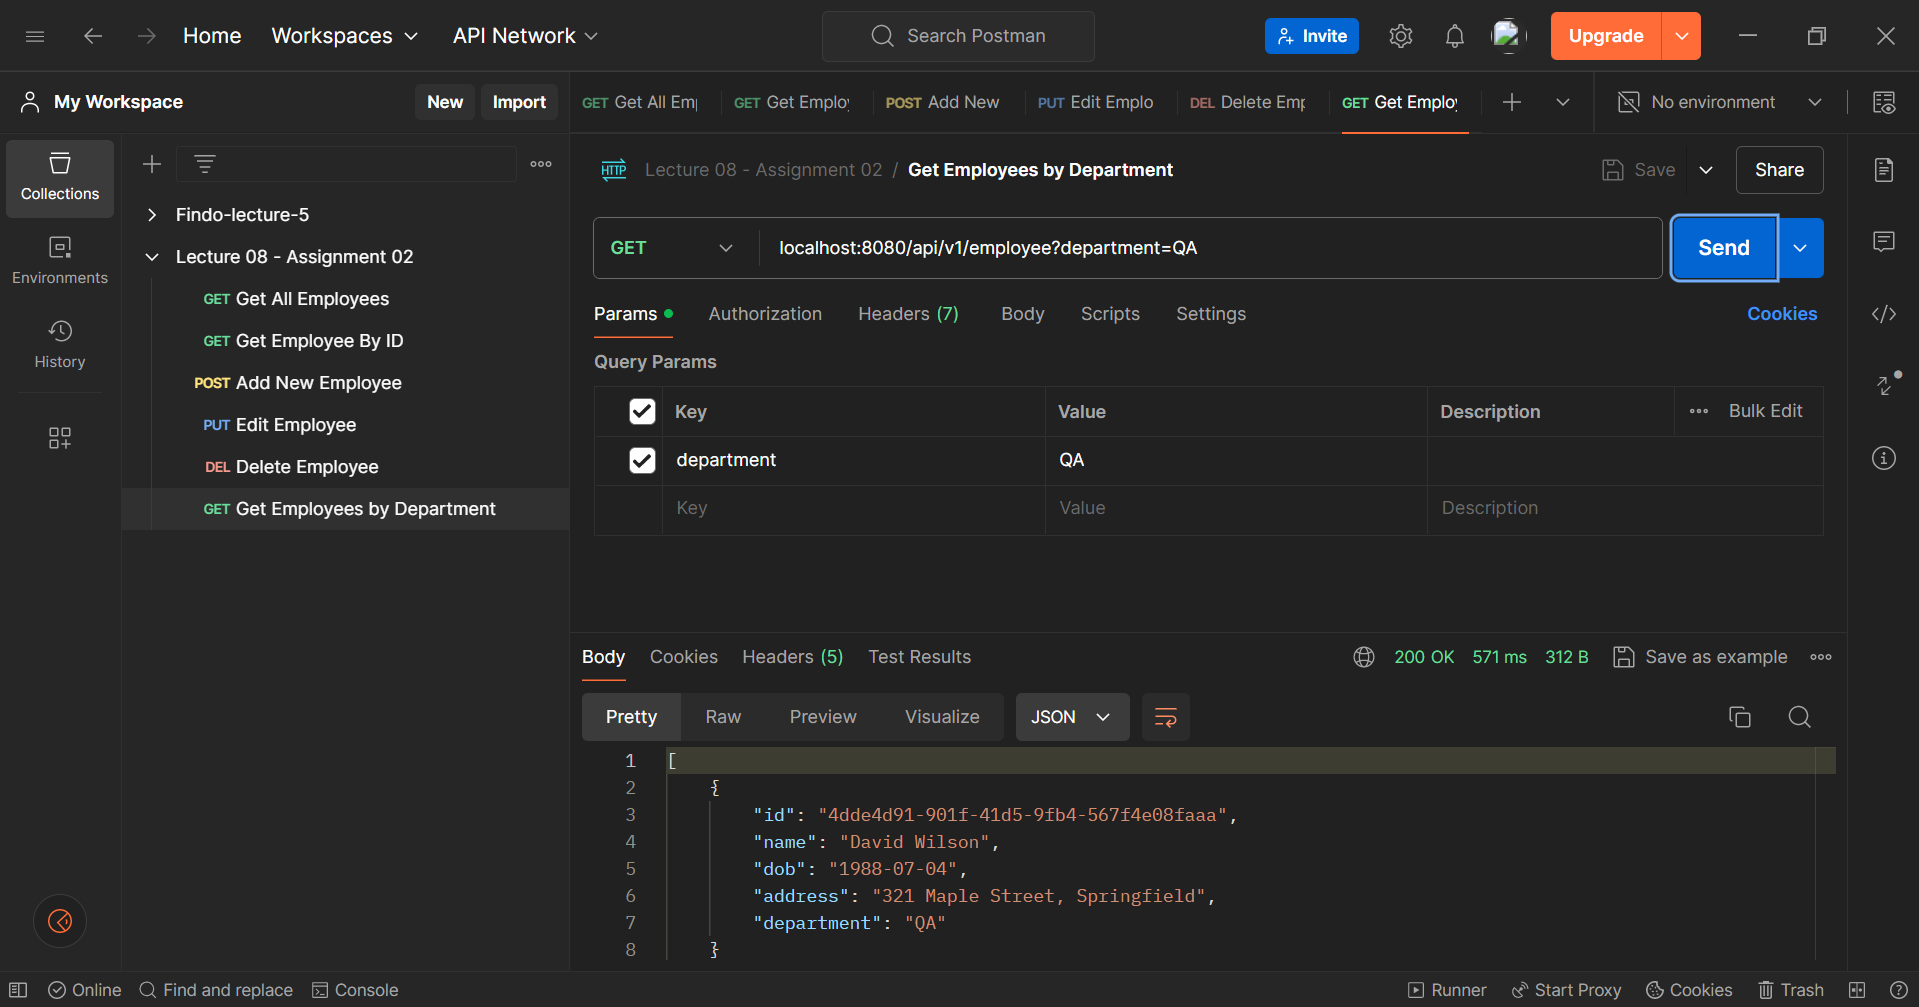 Home Workspaces API Network Search Postman Invite Upgrade
My Workspace New Import
GET Get All Em GET Get Emplo POST Add New PUT Edit Emplo DEL Delete Emp GET Get Emplo No environment
Collections
Environments
History
Findo-lecture-5
Lecture 08 - Assignment 02
GET Get All Employees
GET Get Employee By ID
POST Add New Employee
PUT Edit Employee
DEL Delete Employee
GET Get Employees by Department
HTTP Lecture 08 - Assignment 02 / Get Employees by Department Save Share
GET localhost:8080/api/v1/employee?department=QA Send
Params Authorization Headers (7) Body Scripts Settings Cookies
Query Params
Key Value Description Bulk Edit
department QA
Key Value Description
Body Cookies Headers (5) Test Results 200 OK 571 ms 312 B Save as example
Pretty Raw Preview Visualize JSON
1 [
2 {
3 "id": "4dde4d91-901f-41d5-9fb4-567f4e08faaa",
4 "name": "David Wilson",
5 "dob": "1988-07-04",
6 "address": "321 Maple Street, Springfield",
7 "department": "QA"
8 }
Online Find and replace Console Runner Start Proxy Cookies Trash